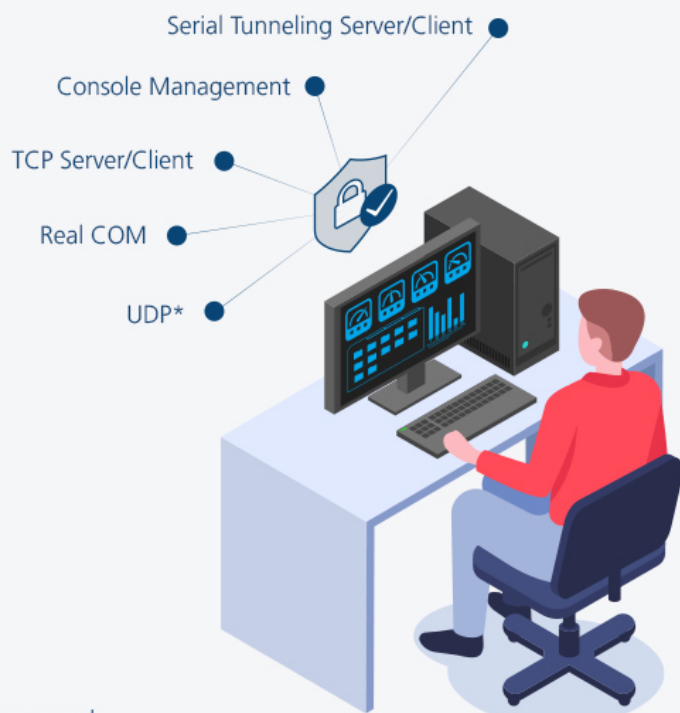 Serial Tunneling Server/Client
Console Management
TCP Server/Client
Real COM
UDP*